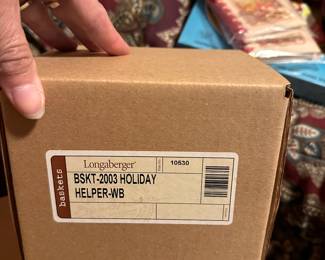 baskets
Longaberger®
10530
BSKT-2003 HOLIDAY
HELPER-WB